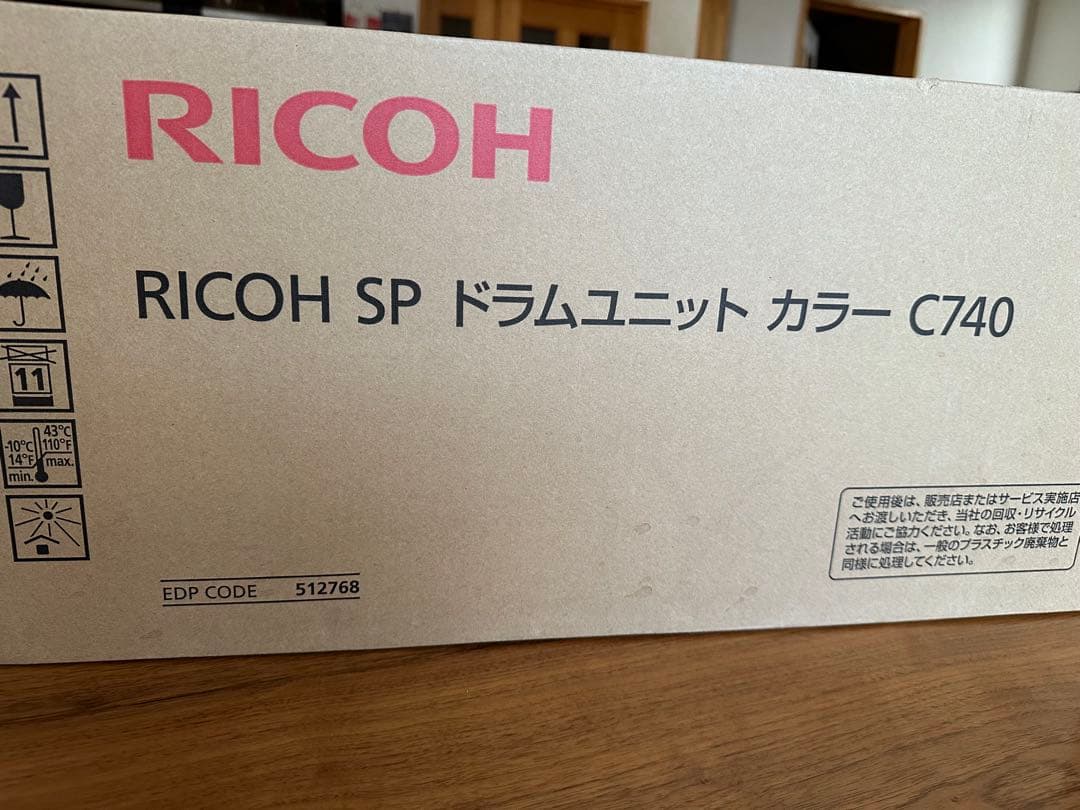 RICOH
RICOH SP ドラムユニット カラー C740
11
43℃
-10℃ 110°F
14°F max.
min.
ご使用後は、販売店またはサービス実施店
へお渡しいただき、当社の回収・リサイクル
活動にご協力ください。なお、お客様で処理
される場合は、一般のプラスチック廃棄物と
同様に処理してください。
EDP CODE 512768